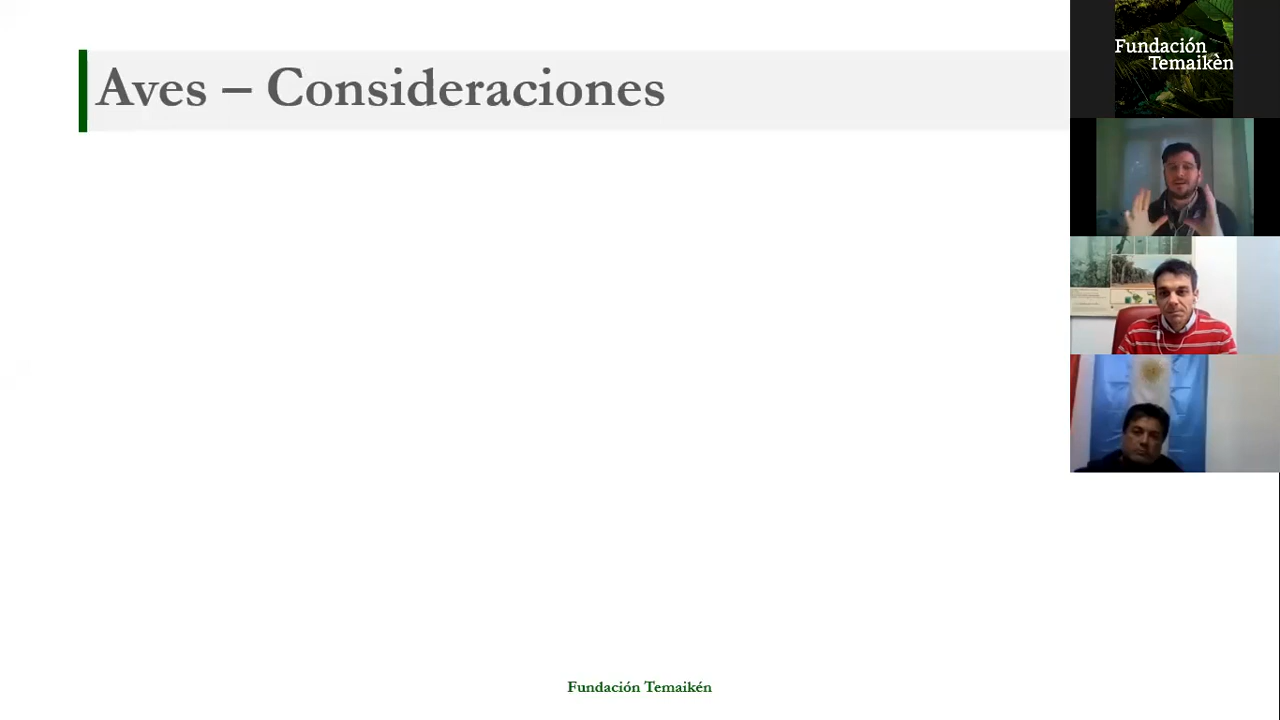 Aves – Consideraciones
Fundación
Temaikèn
Fundación Temaikén